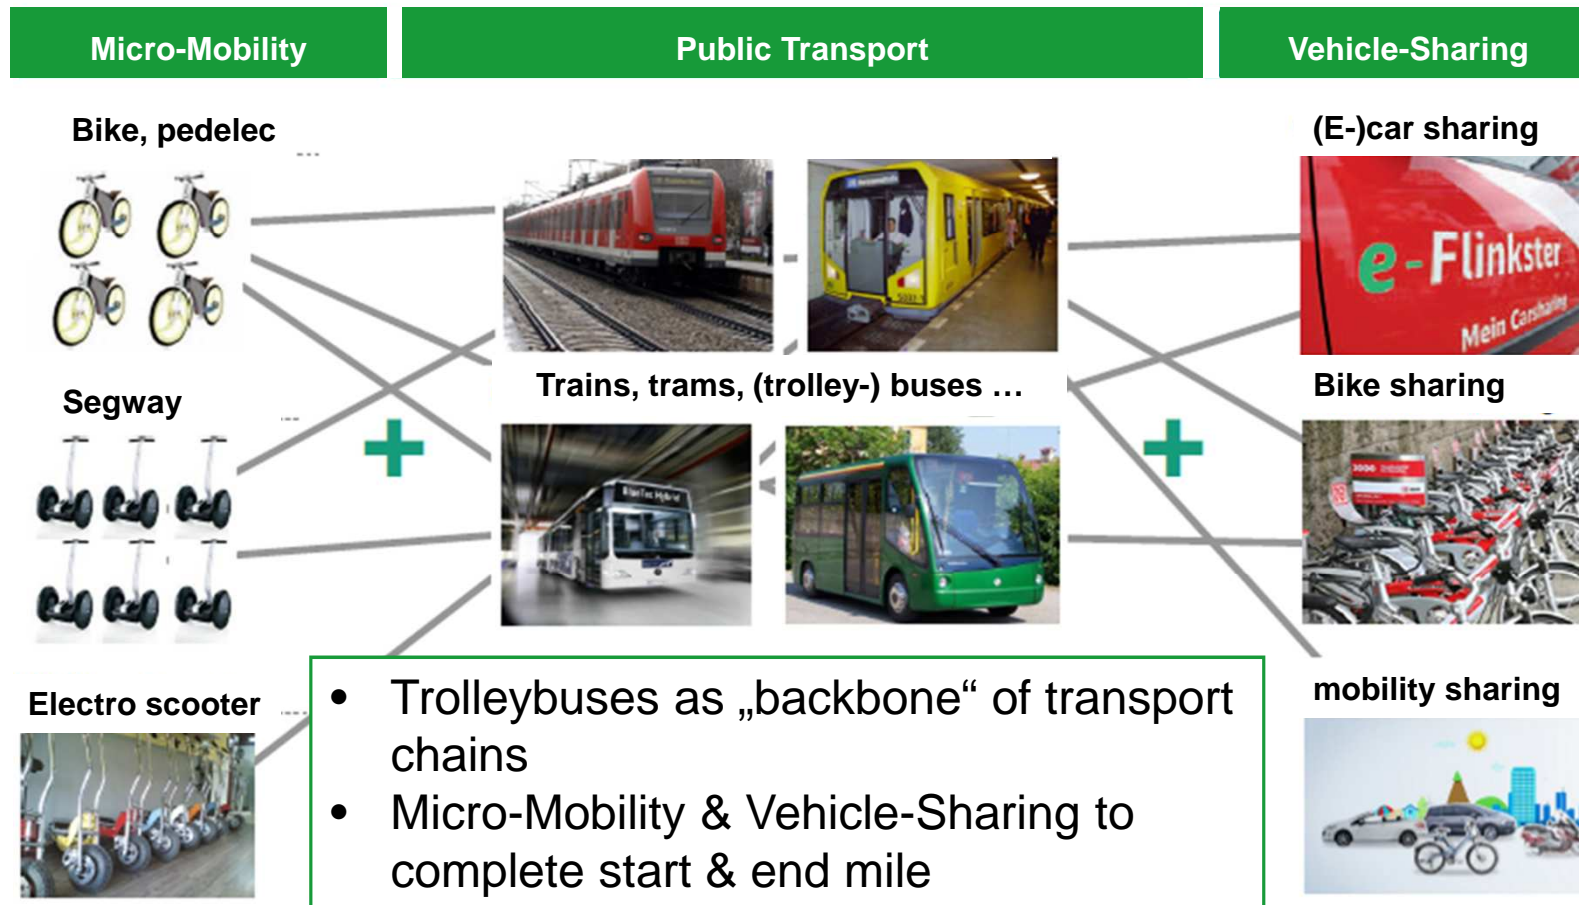 Micro-Mobility
Public Transport
Vehicle-Sharing
Bike, pedelec
(E-)car sharing
e-Flinkster
Mein Carsharing
Trains, trams, (trolley-) buses …
Segway
Bike sharing
BlueTec Hybrid
Electro scooter
mobility sharing
• Trolleybuses as „backbone“ of transport
chains
• Micro-Mobility & Vehicle-Sharing to
complete start & end mile